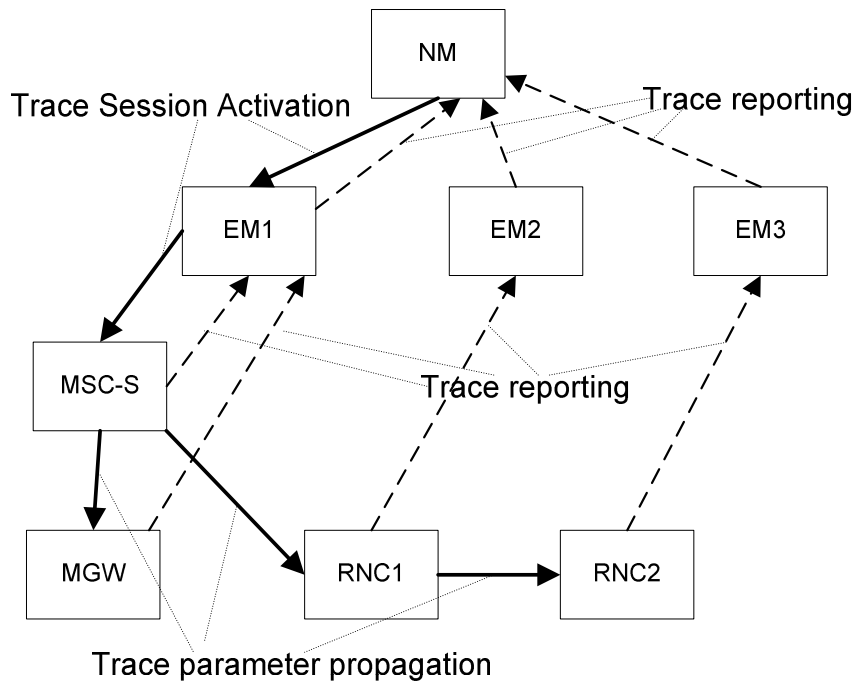 NM
Trace Session Activation
Trace reporting
EM1
EM2
EM3
MSC-S
Trace reporting
MGW
RNC1
RNC2
Trace parameter propagation